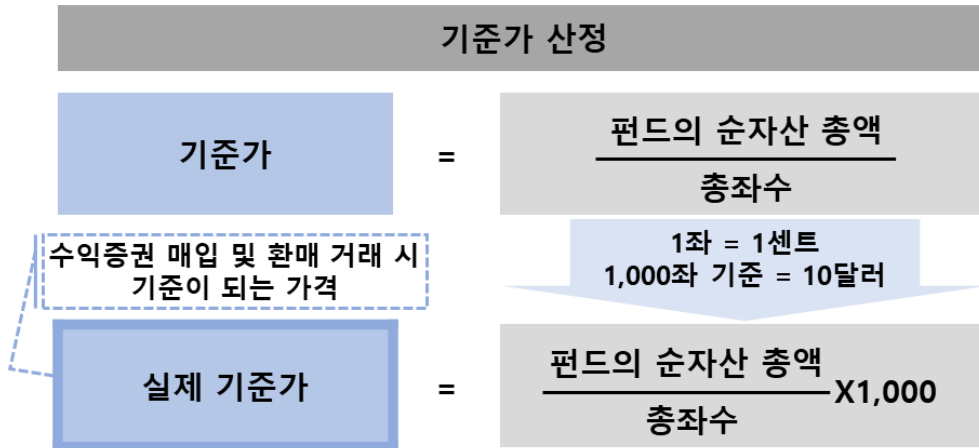 기준가 산정
기준가
=
펀드의 순자산 총액
총좌수
수익증권 매입 및 환매 거래 시
기준이 되는 가격
1좌 = 1센트
1,000좌 기준 = 10달러
실제 기준가
=
펀드의 순자산 총액
총좌수
X1,000